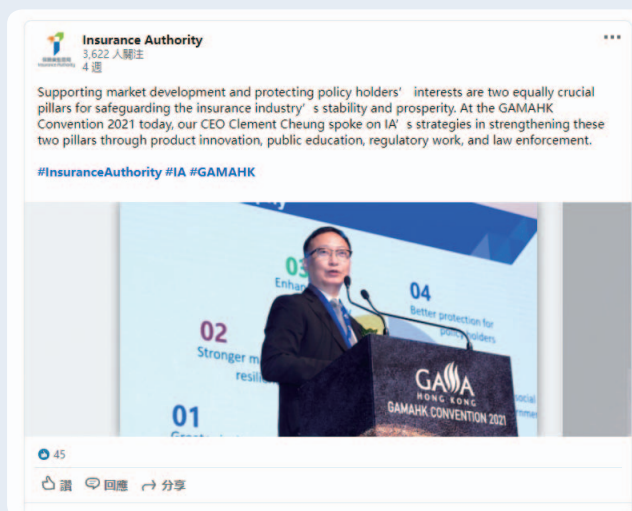 Insurance Authority
3,622 人關注
4 週
Insurance Authority
Supporting market development and protecting policy holders' interests are two equally crucial
pillars for safeguarding the insurance industry's stability and prosperity. At the GAMAHK
Convention 2021 today, our CEO Clement Cheung spoke on IA's strategies in strengthening these
two pillars through product innovation, public education, regulatory work, and law enforcement.
#InsuranceAuthority #IA #GAMAHK
03
04
Better protection for
policy holders
02
Stronger
01
GAMA
HONG KONG
GAMAHK CONVENTION 2021
social
45
讚 回應 分享